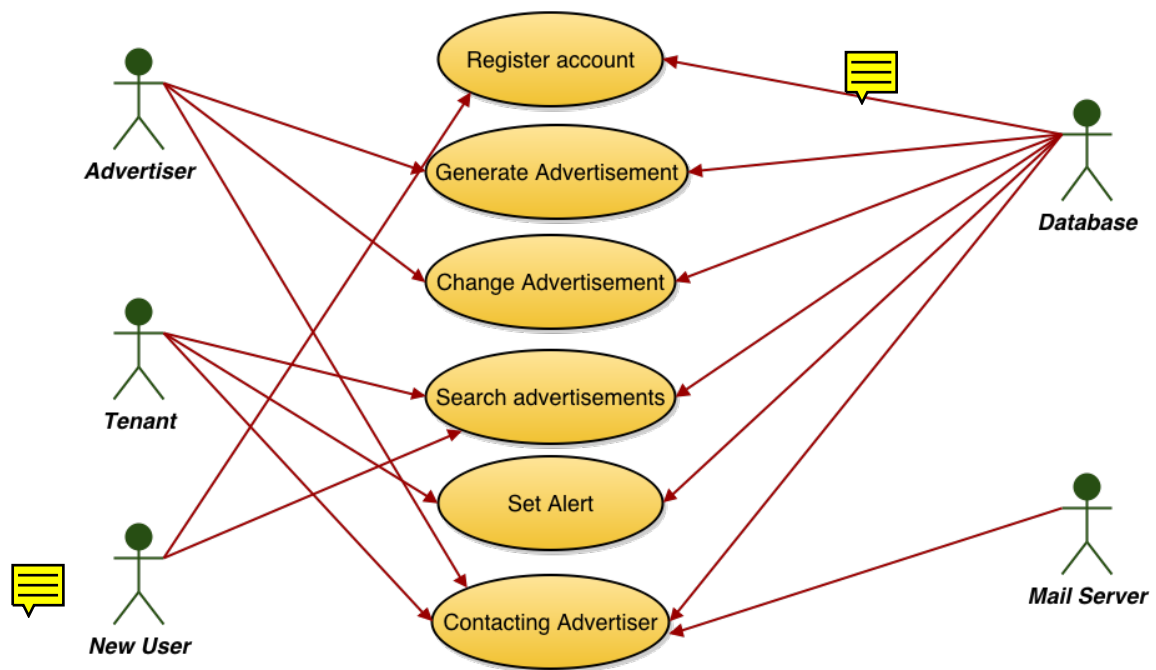 Register account
Advertiser
Generate Advertisement
Database
Change Advertisement
Search advertisements
Tenant
Set Alert
Mail Server
Contacting Advertiser
New User